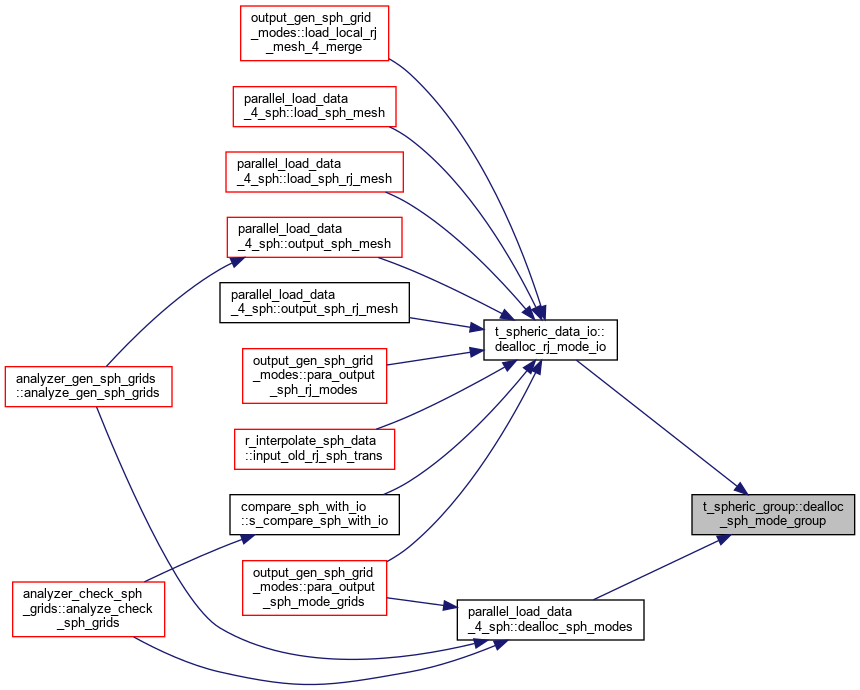 output_gen_sph_grid
_modes::load_local_rj
_mesh_4_merge
parallel_load_data
_4_sph::load_sph_mesh
parallel_load_data
_4_sph::load_sph_rj_mesh
parallel_load_data
_4_sph::output_sph_mesh
parallel_load_data
_4_sph::output_sph_rj_mesh
t_spheric_data_io::
dealloc_rj_mode_io
output_gen_sph_grid
_modes::para_output
_sph_rj_modes
analyzer_gen_sph_grids
::analyze_gen_sph_grids
r_interpolate_sph_data
::input_old_rj_sph_trans
compare_sph_with_io
::s_compare_sph_with_io
t_spheric_group::dealloc
_sph_mode_group
output_gen_sph_grid
_modes::para_output
_sph_mode_grids
analyzer_check_sph
_grids::analyze_check
_sph_grids
parallel_load_data
_4_sph::dealloc_sph_modes